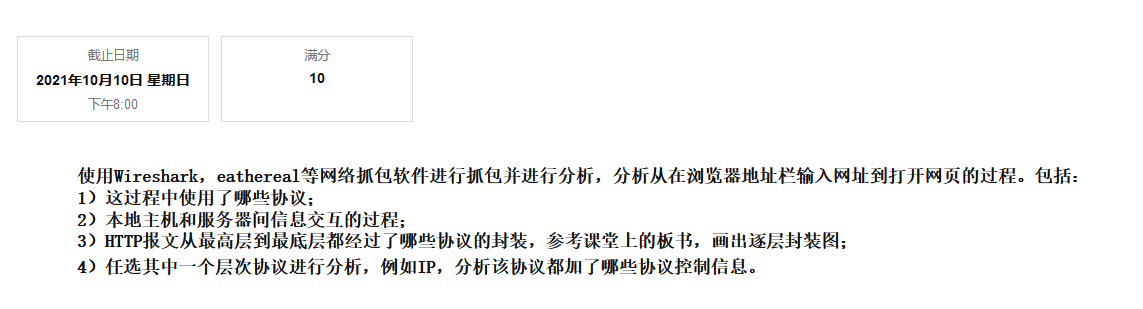 截止日期
2021年10月10日 星期日
下午8:00
满分
10
使用Wireshark，eathereal等网络抓包软件进行抓包并进行分析，分析从在浏览器地址栏输入网址到打开网页的过程。包括：
1）这过程中使用了哪些协议；
2）本地主机和服务器间信息交互的过程；
3）HTTP报文从最高层到最底层都经过了哪些协议的封装，参考课堂上的板书，画出逐层封装图；
4）任选其中一个层次协议进行分析，例如IP，分析该协议都加了哪些协议控制信息。